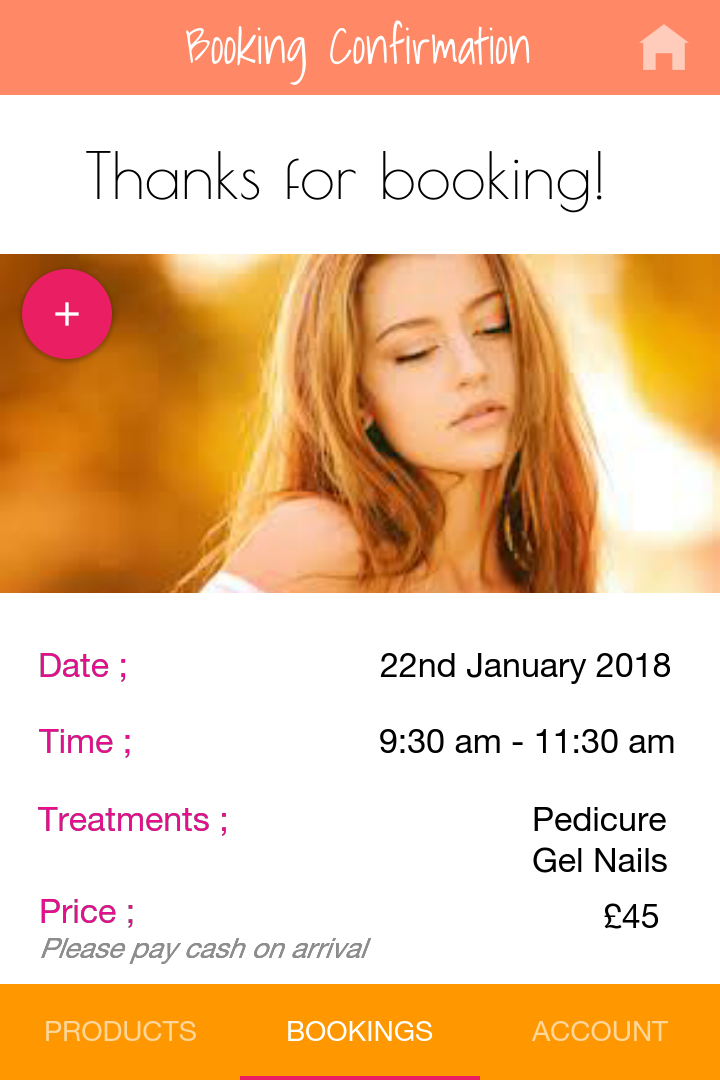 Booking Confirmation
Thanks for booking!
+
Date ; 22nd January 2018
Time ; 9:30 am - 11:30 am
Treatments ; Pedicure
Gel Nails
Price ; £45
Please pay cash on arrival
PRODUCTS BOOKINGS ACCOUNT